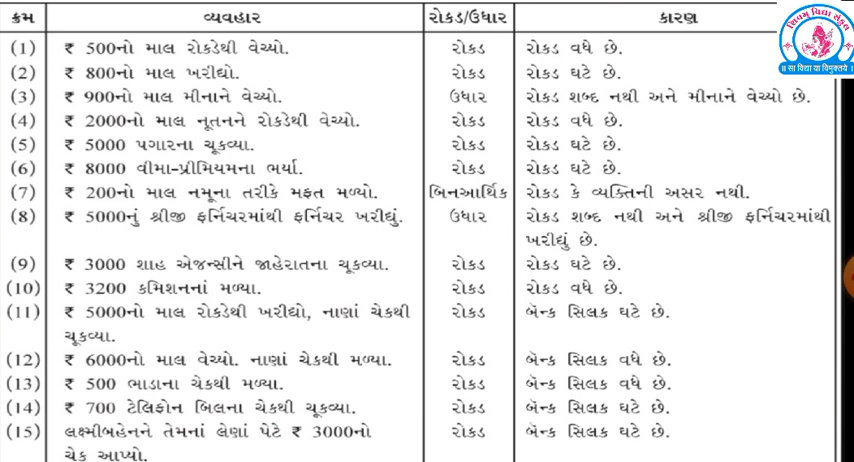 ક્રમ વ્યવહાર રોકડ/ઉધાર કારણ
શિવમ્ વિદ્યા સંકુલ
॥ સા વિદ્યા યા વિમુક્તયે ॥
(1) ₹ 500નો માલ રોકડેથી વેચ્યો. રોકડ રોકડ વધે છે.
(2) ₹ 800નો માલ ખરીદ્યો. રોકડ રોકડ ઘટે છે.
(3) ₹ 900નો માલ મીનાને વેચ્યો. ઉધાર રોકડ શબ્દ નથી અને મીનાને વેચ્યો છે.
(4) ₹ 2000નો માલ નૂતનને રોકડેથી વેચ્યો. રોકડ રોકડ વધે છે.
(5) ₹ 5000 પગારના ચૂકવ્યા. રોકડ રોકડ ઘટે છે.
(6) ₹ 8000 વીમા-પ્રીમિયમના ભર્યા. રોકડ રોકડ ઘટે છે.
(7) ₹ 200નો માલ નમૂના તરીકે મફત મળ્યો. બિનઆર્થિક રોકડ કે વ્યક્તિની અસર નથી.
(8) ₹ 5000નું શ્રીજી ફર્નિચરમાંથી ફર્નિચર ખરીદ્યું. ઉધાર રોકડ શબ્દ નથી અને શ્રીજી ફર્નિચરમાંથી
ખરીદ્યું છે.
(9) ₹ 3000 શાહ એજન્સીને જાહેરાતના ચૂકવ્યા. રોકડ રોકડ ઘટે છે.
(10) ₹ 3200 કમિશનનાં મળ્યા. રોકડ રોકડ વધે છે.
(11) ₹ 5000નો માલ રોકડેથી ખરીદ્યો, નાણાં ચેકથી રોકડ બૅન્ક સિલક ઘટે છે.
ચૂકવ્યા.
(12) ₹ 6000નો માલ વેચ્યો. નાણાં ચેકથી મળ્યા. રોકડ બૅન્ક સિલક વધે છે.
(13) ₹ 500 ભાડાના ચેકથી મળ્યા. રોકડ બૅન્ક સિલક વધે છે.
(14) ₹ 700 ટેલિફોન બિલના ચેકથી ચૂકવ્યા. રોકડ બૅન્ક સિલક ઘટે છે.
(15) લક્ષ્મીબહેનને તેમનાં લેણાં પેટે ₹ 3000નો રોકડ બૅન્ક સિલક ઘટે છે.
ચેક આપ્યો.